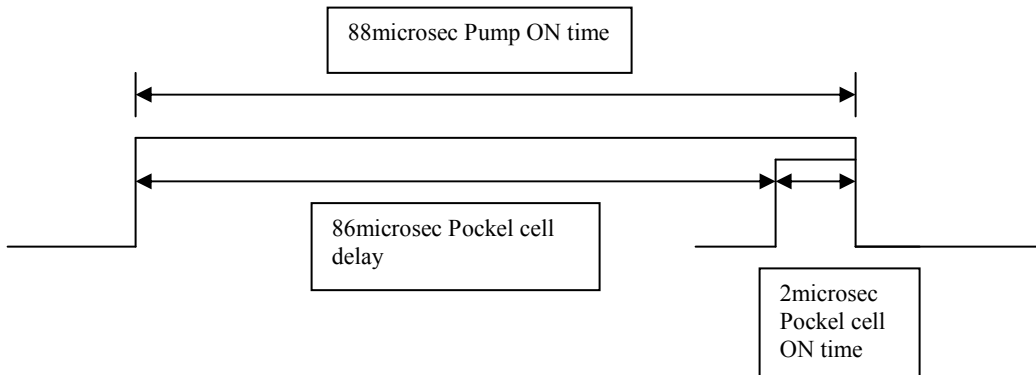 88microsec Pump ON time
86microsec Pockel cell
delay
2microsec
Pockel cell
ON time